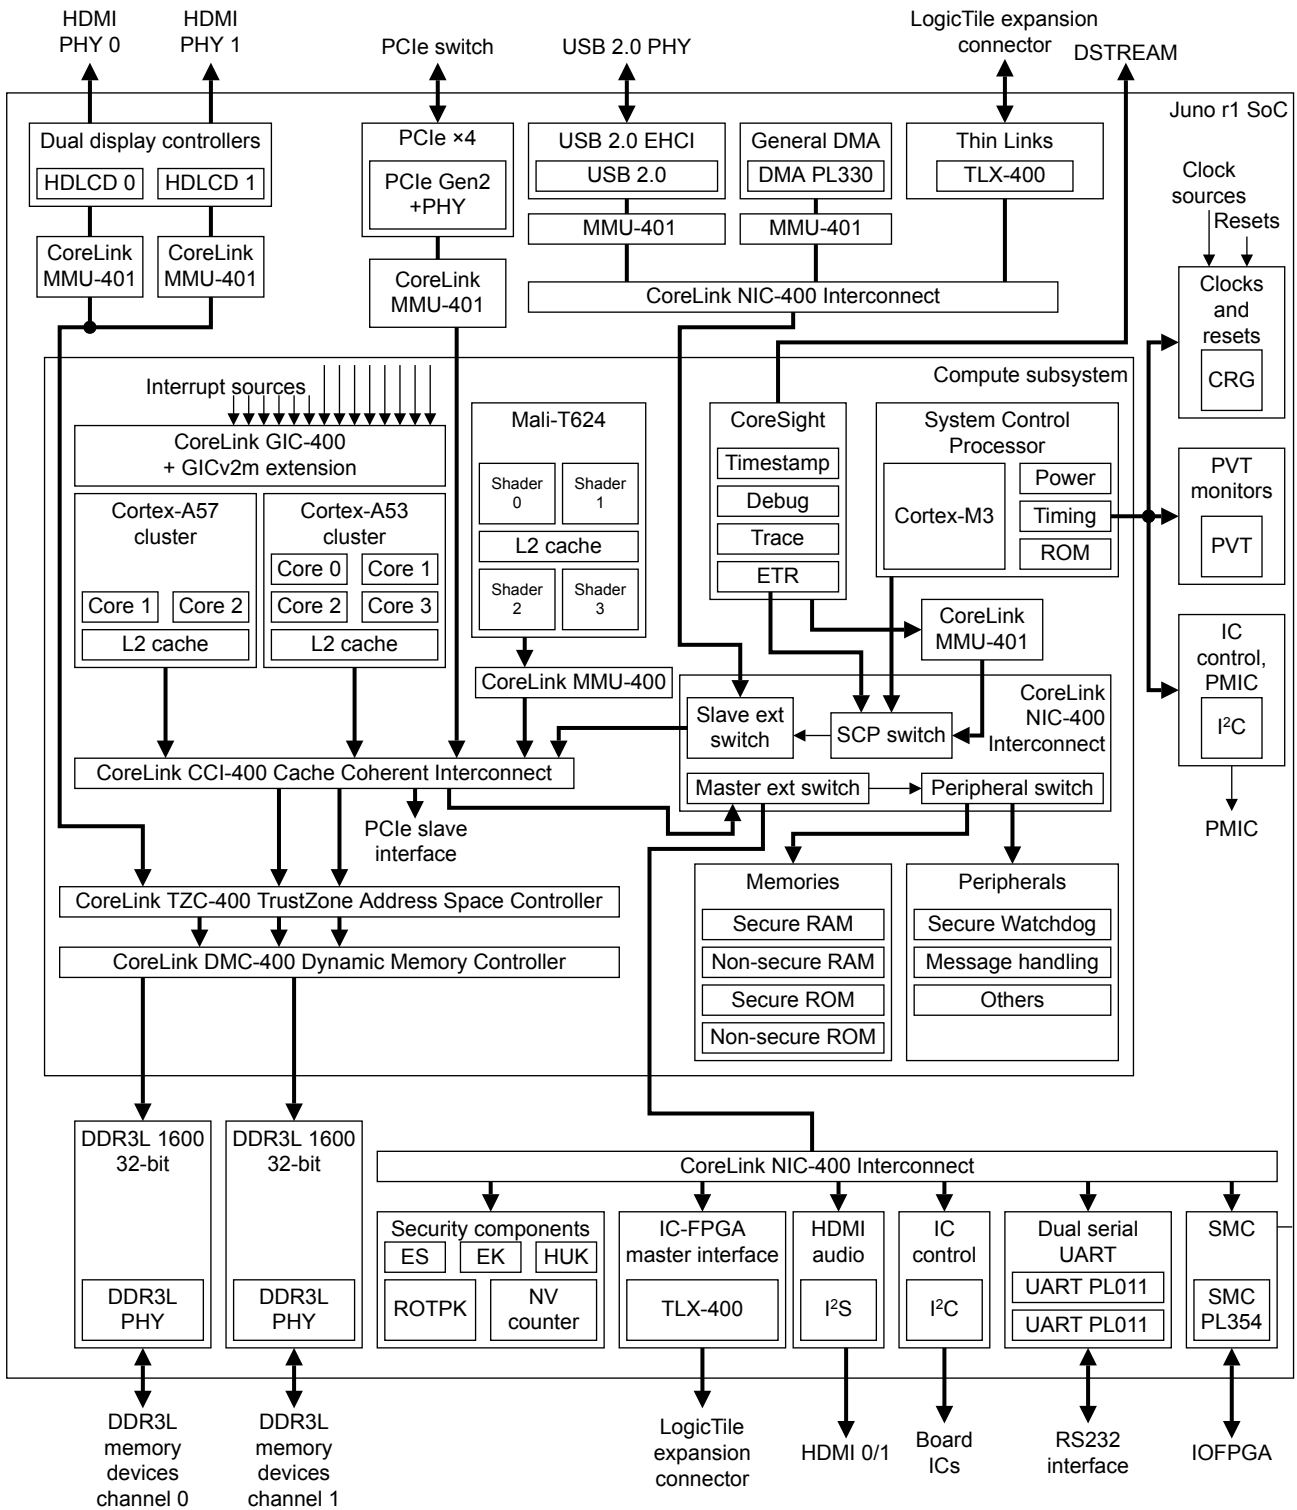 HDMI
PHY 0
HDMI
PHY 1
PCIe switch
USB 2.0 PHY
LogicTile expansion
connector
DSTREAM
Juno r1 SoC
Dual display controllers
HDLCD 0
HDLCD 1
PCIe ×4
PCIe Gen2
+PHY
USB 2.0 EHCI
USB 2.0
General DMA
DMA PL330
Thin Links
TLX-400
Clock
sources
Resets
CoreLink
MMU-401
CoreLink
MMU-401
CoreLink
MMU-401
MMU-401
MMU-401
CoreLink NIC-400 Interconnect
Clocks
and
resets
CRG
Compute subsystem
Interrupt sources
CoreLink GIC-400
+ GICv2m extension
Mali-T624
Shader
0
Shader
1
L2 cache
Shader
2
Shader
3
CoreSight
Timestamp
Debug
Trace
ETR
System Control
Processor
Cortex-M3
Power
Timing
ROM
PVT
monitors
PVT
Cortex-A57
cluster
Core 1
Core 2
L2 cache
Cortex-A53
cluster
Core 0
Core 1
Core 2
Core 3
L2 cache
CoreLink
MMU-401
IC
control,
PMIC
I²C
PMIC
CoreLink MMU-400
CoreLink
NIC-400
Interconnect
Slave ext
switch
SCP switch
Master ext switch
Peripheral switch
CoreLink CCI-400 Cache Coherent Interconnect
PCIe slave
interface
CoreLink TZC-400 TrustZone Address Space Controller
CoreLink DMC-400 Dynamic Memory Controller
Memories
Secure RAM
Non-secure RAM
Secure ROM
Non-secure ROM
Peripherals
Secure Watchdog
Message handling
Others
DDR3L 1600
32-bit
DDR3L
PHY
DDR3L 1600
32-bit
DDR3L
PHY
CoreLink NIC-400 Interconnect
Security components
ES
EK
HUK
ROTPK
NV
counter
IC-FPGA
master interface
TLX-400
HDMI
audio
I²S
IC
control
I²C
Dual serial
UART
UART PL011
UART PL011
SMC
SMC
PL354
DDR3L
memory
devices
channel 0
DDR3L
memory
devices
channel 1
LogicTile
expansion
connector
HDMI 0/1
Board
ICs
RS232
interface
IOFPGA